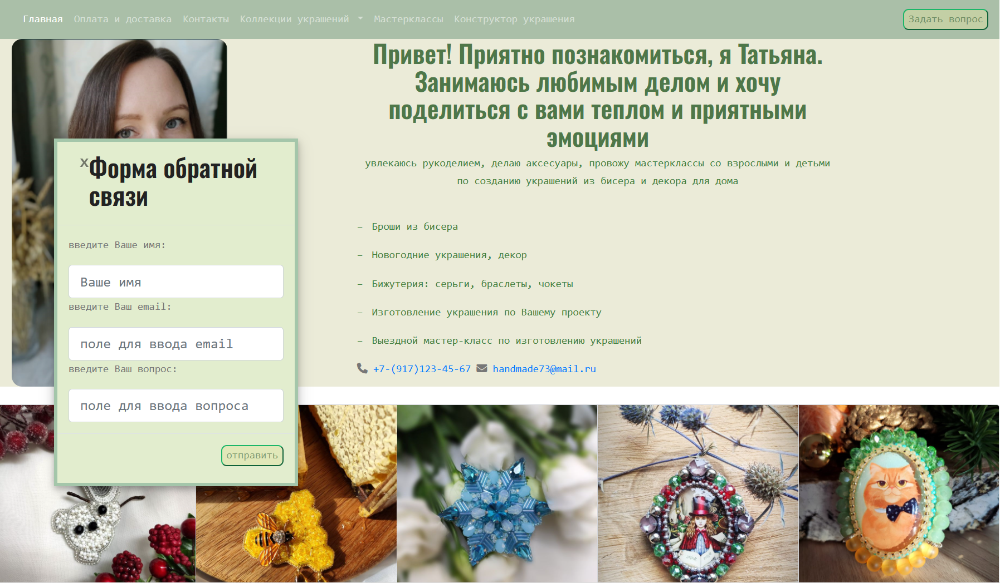 Главная Оплата и доставка Контакты Коллекции украшений Мастерклассы Конструктор украшения Задать вопрос
Привет! Приятно познакомиться, я Татьяна.
Занимаюсь любимым делом и хочу
поделиться с вами теплом и приятными
эмоциями
увлекаюсь рукоделием, делаю аксесуары, провожу мастерклассы со взрослыми и детьми
по созданию украшений из бисера и декора для дома
– Броши из бисера
– Новогодние украшения, декор
– Бижутерия: серьги, браслеты, чокеты
– Изготовление украшения по Вашему проекту
– Выездной мастер-класс по изготовлению украшений
+7-(917)123-45-67 handmade73@mail.ru
x
Форма обратной
связи
введите Ваше имя:
Ваше имя
введите Ваш email:
поле для ввода email
введите Ваш вопрос:
поле для ввода вопроса
отправить